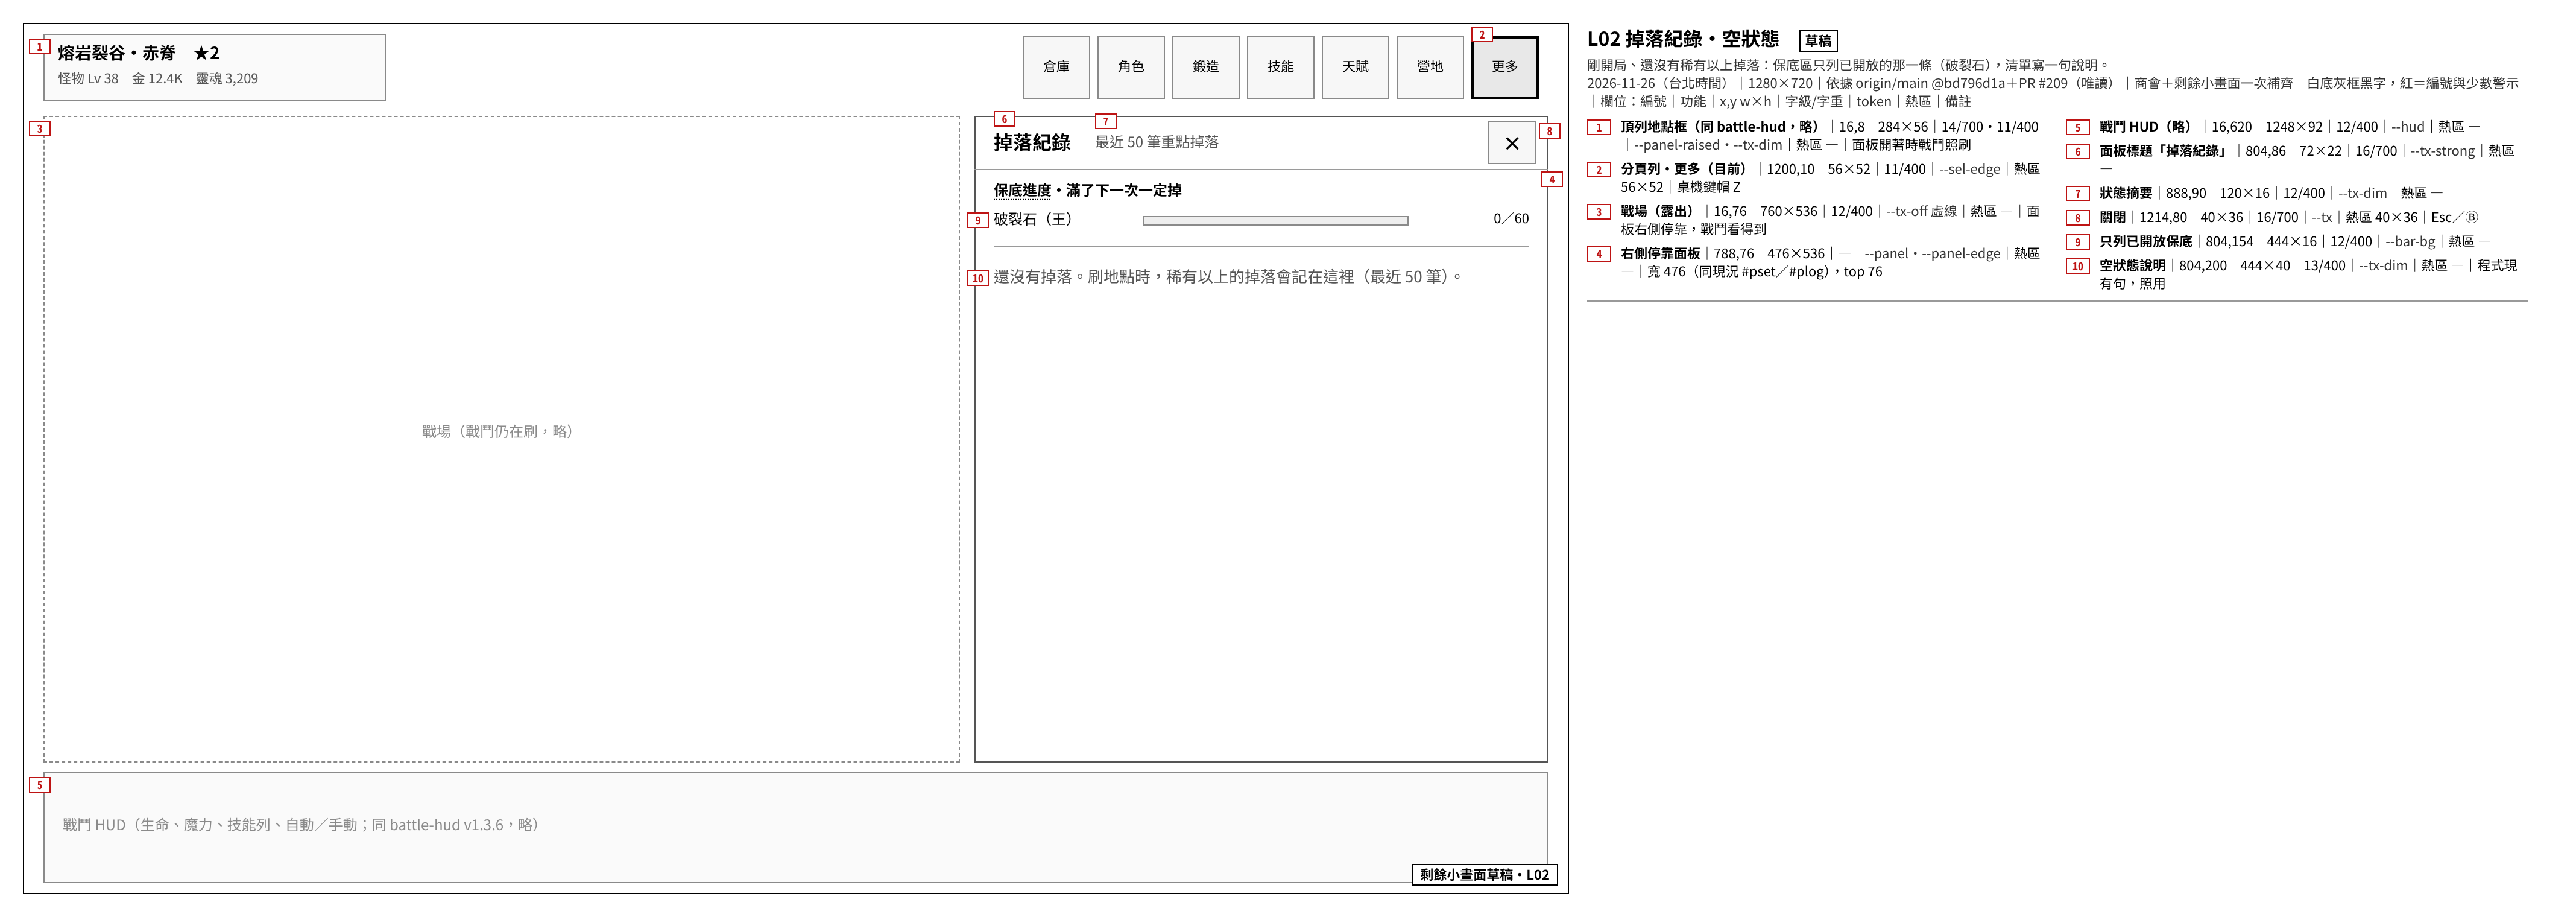 1
熔岩裂谷・赤脊　★2
怪物 Lv 38　金 12.4K　靈魂 3,209
倉庫
角色
鍛造
技能
天賦
營地
2
更多
3
戰場（戰鬥仍在刷，略）
6
掉落紀錄
7
最近 50 筆重點掉落
8
×
4
保底進度・滿了下一次一定掉
9
破裂石（王）
0／60
10
還沒有掉落。刷地點時，稀有以上的掉落會記在這裡（最近 50 筆）。
5
戰鬥 HUD（生命、魔力、技能列、自動／手動；同 battle-hud v1.3.6，略）
剩餘小畫面草稿・L02
L02 掉落紀錄・空狀態　草稿
剛開局、還沒有稀有以上掉落：保底區只列已開放的那一條（破裂石），清單寫一句說明。
2026-11-26（台北時間）｜1280×720｜依據 origin/main @bd796d1a＋PR #209（唯讀）｜商會＋剩餘小畫面一次補齊｜白底灰框黑字，紅＝編號與少數警示
｜欄位：編號｜功能｜x,y w×h｜字級/字重｜token｜熱區｜備註
1 頂列地點框（同 battle-hud，略）｜16,8　284×56｜14/700・11/400
｜--panel-raised・--tx-dim｜熱區 —｜面板開著時戰鬥照刷
2 分頁列・更多（目前）｜1200,10　56×52｜11/400｜--sel-edge｜熱區
56×52｜桌機鍵帽 Z
3 戰場（露出）｜16,76　760×536｜12/400｜--tx-off 虛線｜熱區 —｜面
板右側停靠，戰鬥看得到
4 右側停靠面板｜788,76　476×536｜—｜--panel・--panel-edge｜熱區
—｜寬 476（同現況 #pset／#plog），top 76
5 戰鬥 HUD（略）｜16,620　1248×92｜12/400｜--hud｜熱區 —
6 面板標題「掉落紀錄」｜804,86　72×22｜16/700｜--tx-strong｜熱區
—
7 狀態摘要｜888,90　120×16｜12/400｜--tx-dim｜熱區 —
8 關閉｜1214,80　40×36｜16/700｜--tx｜熱區 40×36｜Esc／Ⓑ
9 只列已開放保底｜804,154　444×16｜12/400｜--bar-bg｜熱區 —
10 空狀態說明｜804,200　444×40｜13/400｜--tx-dim｜熱區 —｜程式現
有句，照用